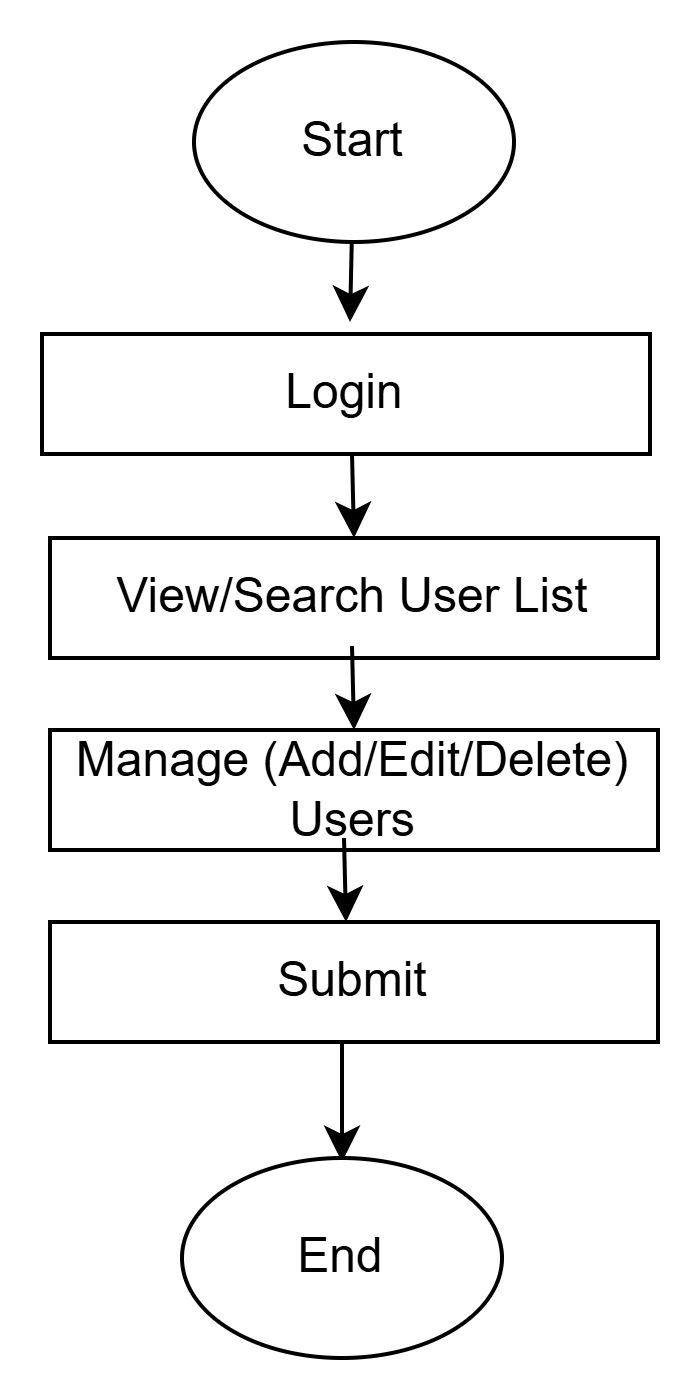 Start
Login
View/Search User List
Manage (Add/Edit/Delete)
Users
Submit
End